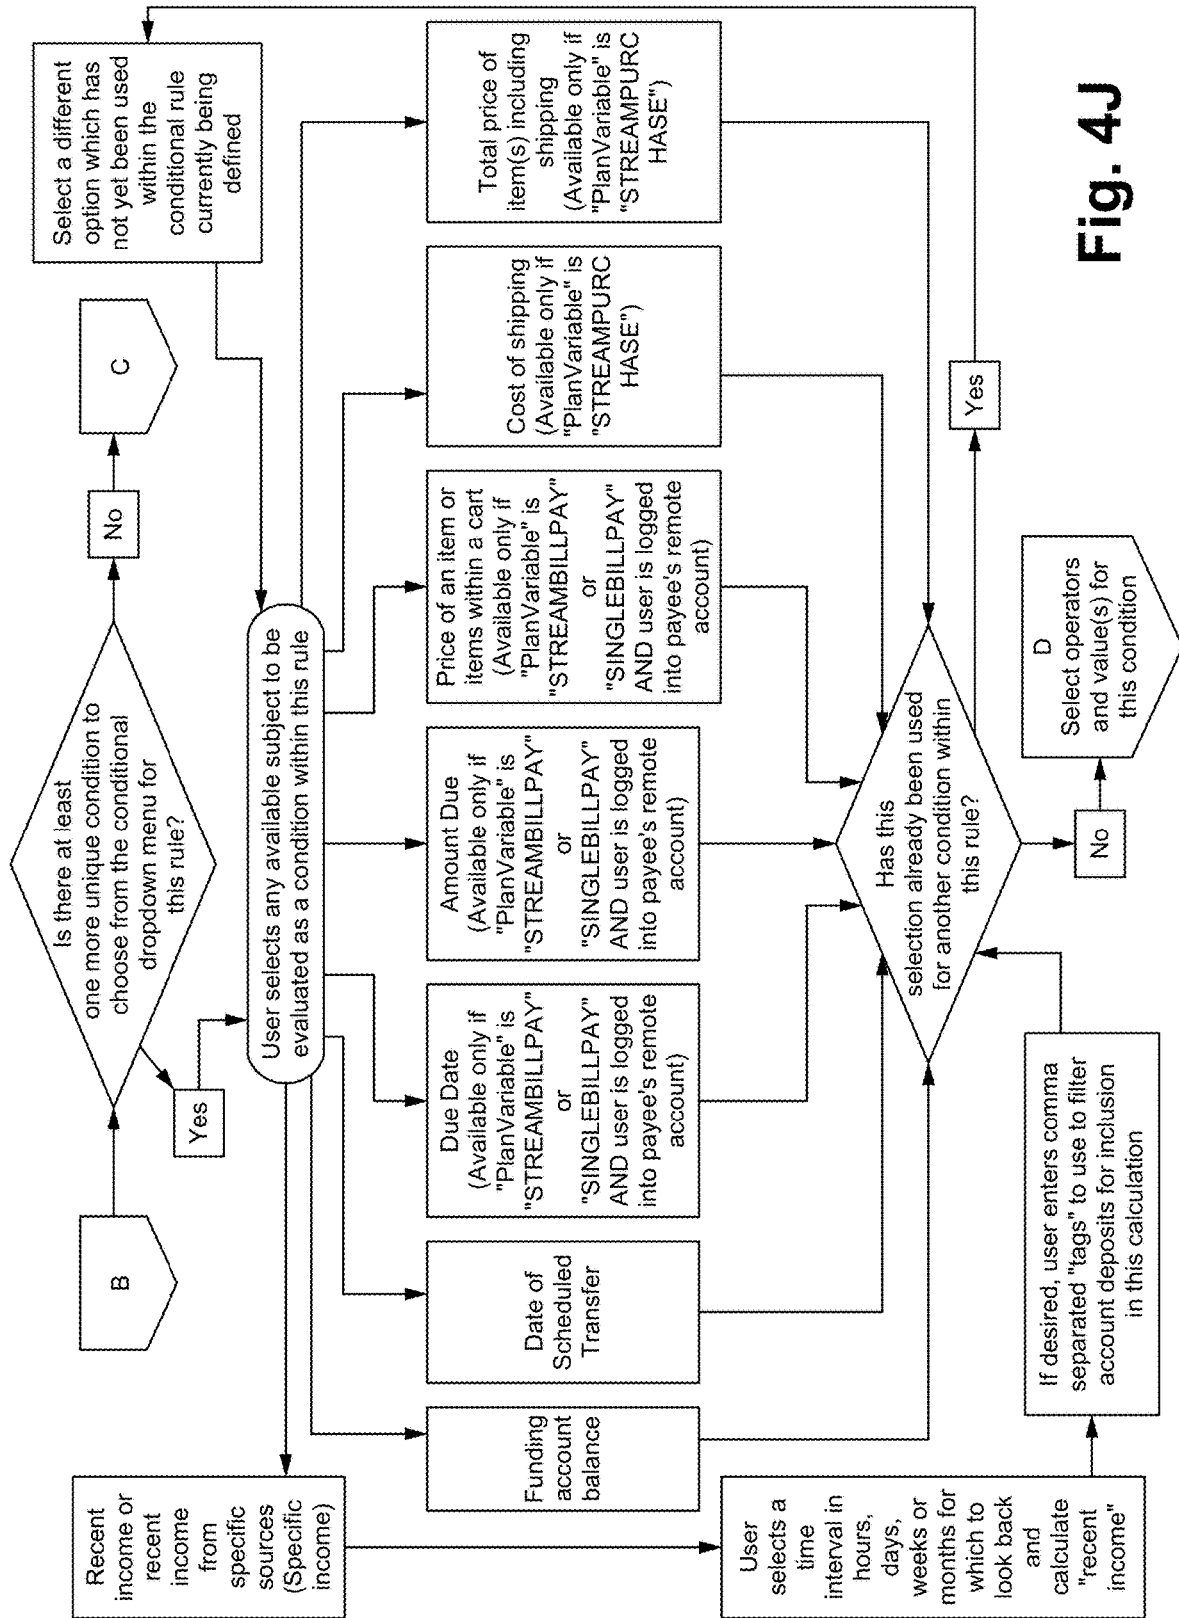 B
Is there at least
one more unique condition to
choose from the conditional
dropdown menu for
this rule?
No
C
Yes
Select a different
option which has
not yet been used
within the
conditional rule
currently being
defined
User selects any available subject to be
evaluated as a condition within this rule
Recent
income or
recent
income
from
specific
sources
(Specific
income)
Funding
account
balance
Date of
Scheduled
Transfer
Due Date
(Available only if
"PlanVariable" is
"STREAMBILLPAY"
or
"SINGLEBILLPAY"
AND user is logged
into payee's remote
account)
Amount Due
(Available only if
"PlanVariable" is
"STREAMBILLPAY"
or
"SINGLEBILLPAY"
AND user is logged
into payee's remote
account)
Price of an item or
items within a cart
(Available only if
"PlanVariable" is
"STREAMBILLPAY"
or
"SINGLEBILLPAY"
AND user is logged
into payee's remote
account)
Cost of shipping
(Available only if
"PlanVariable" is
"STREAMPURC
HASE")
Total price of
item(s) including
shipping
(Available only if
"PlanVariable" is
"STREAMPURC
HASE")
User
selects a
time
interval in
hours,
days,
weeks or
months for
which to
look back
and
calculate
"recent
income"
If desired, user enters comma
separated "tags" to use to filter
account deposits for inclusion
in this calculation
Has this
selection already been used
for another condition within
this rule?
Yes
No
D
Select operators
and value(s) for
this condition
Fig. 4J